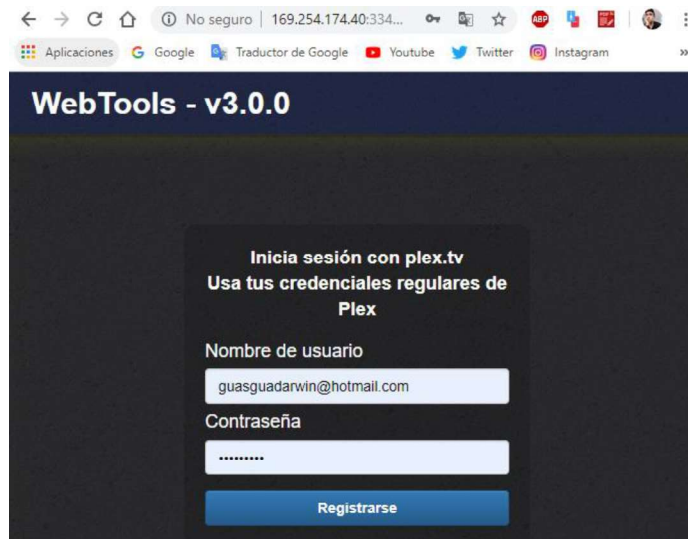 No seguro | 169.254.174.40:334...
Aplicaciones Google Traductor de Google Youtube Twitter Instagram »
WebTools - v3.0.0
Inicia sesión con plex.tv
Usa tus credenciales regulares de
Plex
Nombre de usuario
guasguadarwin@hotmail.com
Contraseña
•••••••••
Registrarse